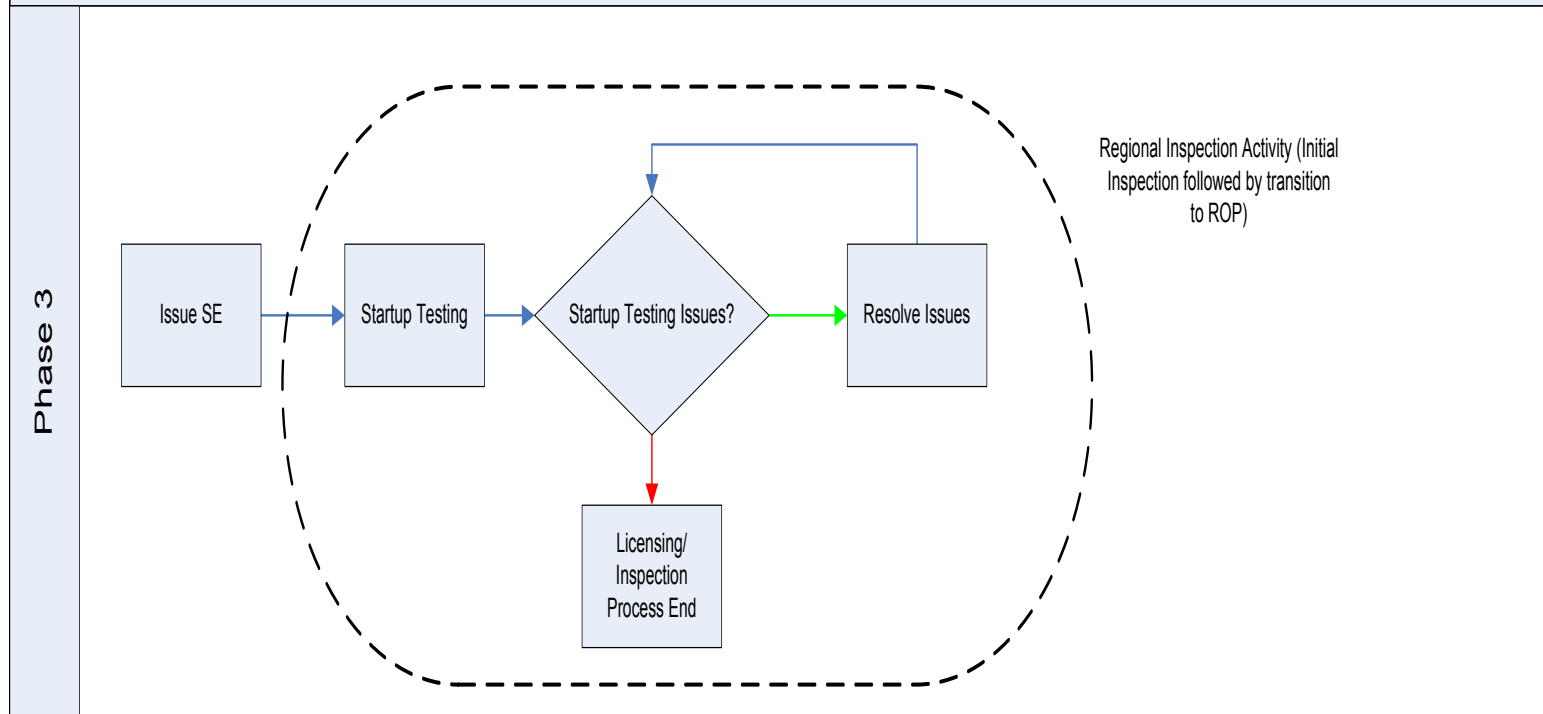 Phase 3
Issue SE
Startup Testing
Startup Testing Issues?
Resolve Issues
Licensing/
Inspection
Process End
Regional Inspection Activity (Initial
Inspection followed by transition
to ROP)